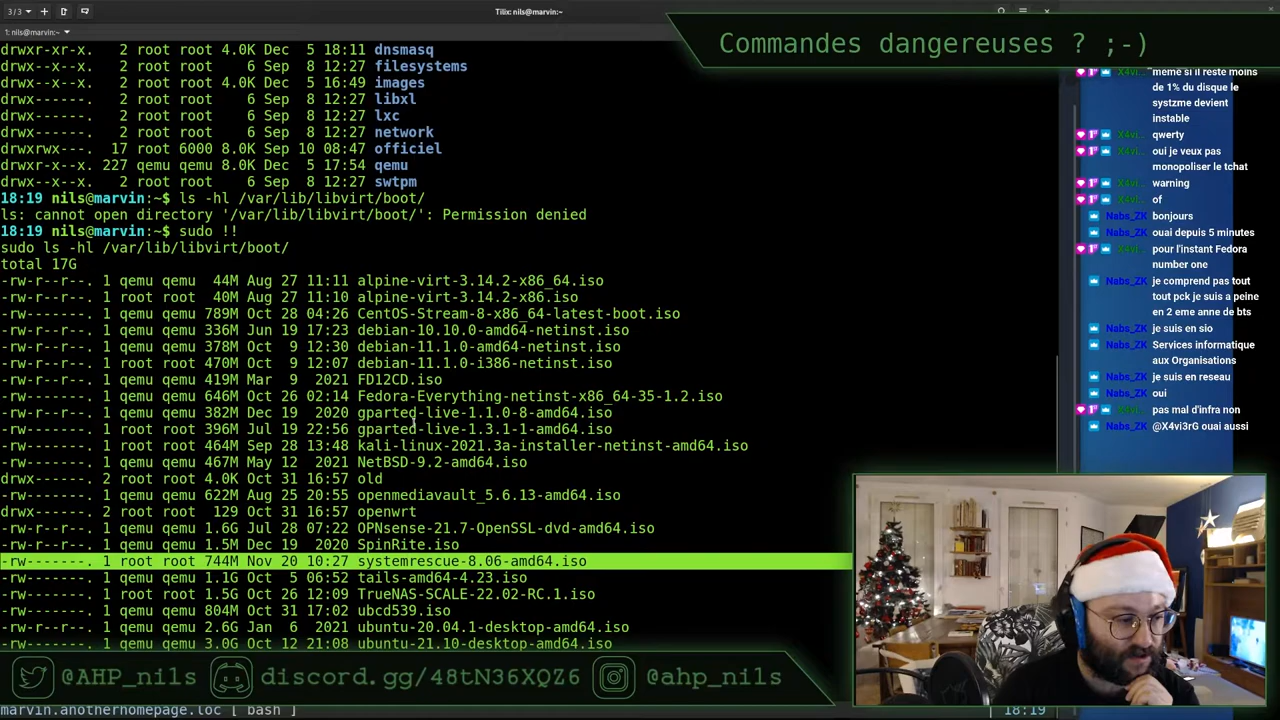 3/3
Tilix: nils@marvin:~
1: nils@marvin:~
Commandes dangereuses ? ;-)
drwxr-xr-x. 2 root root 4.0K Dec 5 18:11 dnsmasq
drwx--x--x. 2 root root 6 Sep 8 12:27 filesystems
drwx--x--x. 2 root root 4.0K Dec 5 16:49 images
drwx------. 2 root root 6 Sep 8 12:27 libxl
drwx------. 2 root root 6 Sep 8 12:27 lxc
drwx------. 2 root root 6 Sep 8 12:27 network
drwxrwx---. 17 root 6000 8.0K Sep 10 08:47 officiel
drwxr-x--x. 227 qemu qemu 8.0K Dec 5 17:54 qemu
drwx--x--x. 2 root root 6 Sep 8 12:27 swtpm
18:19 nils@marvin:~$ ls -hl /var/lib/libvirt/boot/
ls: cannot open directory '/var/lib/libvirt/boot/': Permission denied
18:19 nils@marvin:~$ sudo !!
sudo ls -hl /var/lib/libvirt/boot/
total 17G
-rw-r--r--. 1 qemu qemu 44M Aug 27 11:11 alpine-virt-3.14.2-x86_64.iso
-rw-r--r--. 1 root root 40M Aug 27 11:10 alpine-virt-3.14.2-x86.iso
-rw-------. 1 root root 789M Oct 28 04:26 CentOS-Stream-8-x86_64-latest-boot.iso
-rw-r--r--. 1 root root 336M Jun 19 17:23 debian-10.10.0-amd64-netinst.iso
-rw-------. 1 qemu qemu 378M Oct 9 12:30 debian-11.1.0-amd64-netinst.iso
-rw-------. 1 root root 470M Oct 9 12:07 debian-11.1.0-i386-netinst.iso
-rw-------. 1 qemu qemu 419M Mar 9 2021 FD12CD.iso
-rw-------. 1 qemu qemu 646M Oct 26 02:14 Fedora-Everything-netinst-x86_64-35-1.2.iso
-rw-r--r--. 1 qemu qemu 382M Dec 19 2020 gparted-live-1.1.0-8-amd64.iso
-rw-r--r--. 1 qemu qemu 396M Jul 19 22:56 gparted-live-1.3.1-1-amd64.iso
-rw-------. 1 qemu qemu 464M Sep 28 13:48 kali-linux-2021.3a-installer-netinst-amd64.iso
-rw-------. 1 qemu qemu 467M May 12 2021 NetBSD-9.2-amd64.iso
drwx------. 2 root root 4.0K Oct 31 16:57 old
-rw-------. 1 qemu qemu 622M Aug 25 20:55 openmediavault_5.6.13-amd64.iso
drwx------. 2 root root 129 Oct 31 16:57 openwrt
-rw-r--r--. 1 qemu qemu 1.6G Jul 28 07:22 OPNsense-21.7-OpenSSL-dvd-amd64.iso
-rw-r--r--. 1 root root 1.5M Dec 19 2020 SpinRite.iso
-rw-------. 1 root root 744M Nov 20 10:27 systemrescue-8.06-amd64.iso
-rw-------. 1 qemu qemu 1.1G Oct 5 06:52 tails-amd64-4.23.iso
-rw-------. 1 root root 1.5G Oct 31 17:09 TrueNAS-SCALE-22.02-RC.1.iso
-rw-------. 1 qemu qemu 804M Oct 31 17:02 ubcd539.iso
-rw-r--r--. 1 qemu qemu 2.6G Jan 6 2021 ubuntu-20.04.1-desktop-amd64.iso
-rw-------. 1 qemu qemu 3.0G Oct 12 21:08 ubuntu-21.10-desktop-amd64.iso
meme si il reste moins
de 1% du disque le
systzme devient
instable
X4vi.. qwerty
X4vi.. oui je veux pas
monopoliser le tchat
X4vi.. warning
X4vi.. of
Nabs_ZK bonjours
Nabs_ZK ouai depuis 5 minutes
X4vi.. pour l'instant Fedora
number one
Nabs_ZK je comprend pas tout
tout pck je suis a peine
en 2 eme anne de bts
Nabs_ZK je suis en sio
Nabs_ZK Services informatique
aux Organisations
Nabs_ZK je suis en reseau
Nabs_ZK oui
X4vi.. pas mal d'infra non
Nabs_ZK @X4vi3rG ouai aussi
@AHP_nils
discord.gg/48tN36XQZ6
@ahp_nils
marvin.anotherhomepage.loc [ bash ]
18:19